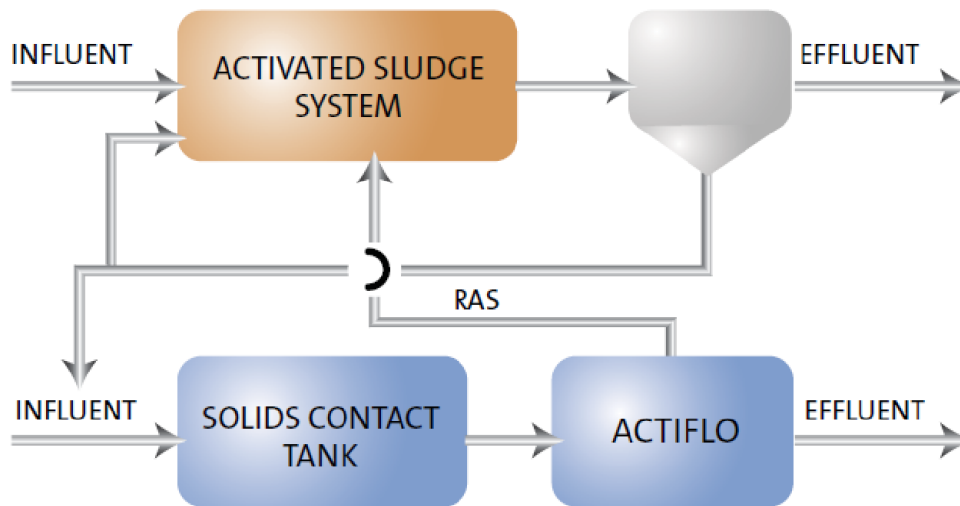 INFLUENT
ACTIVATED SLUDGE
SYSTEM
EFFLUENT
RAS
INFLUENT
SOLIDS CONTACT
TANK
ACTIFLO
EFFLUENT